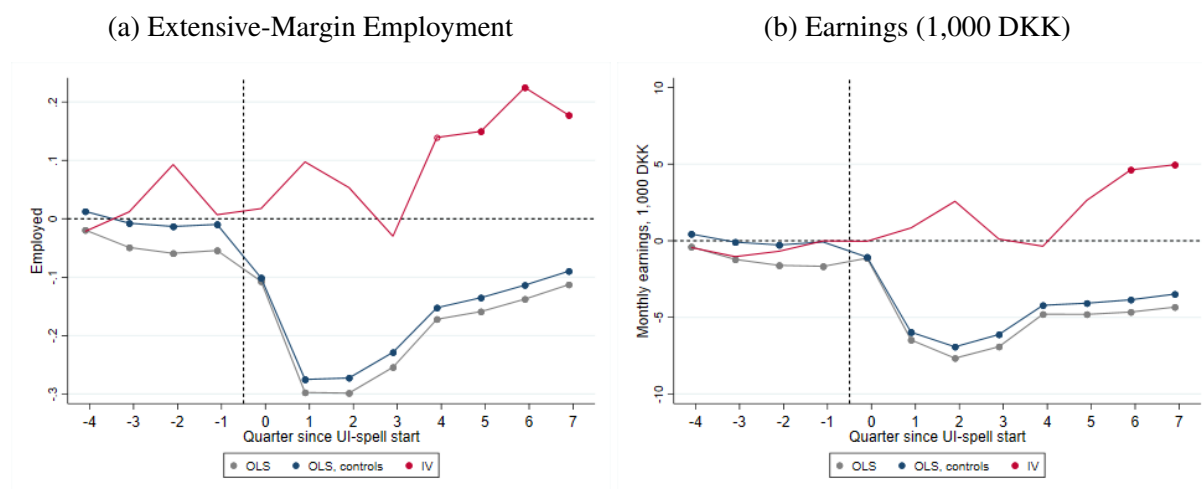 (a) Extensive-Margin Employment
.2
.1
0
-.1
-.2
-.3
Employed
-4 -3 -2 -1 0 1 2 3 4 5 6 7
Quarter since UI-spell start
OLS OLS, controls IV
(b) Earnings (1,000 DKK)
10
5
0
-5
-10
Monthly earnings, 1,000 DKK
-4 -3 -2 -1 0 1 2 3 4 5 6 7
Quarter since UI-spell start
OLS OLS, controls IV